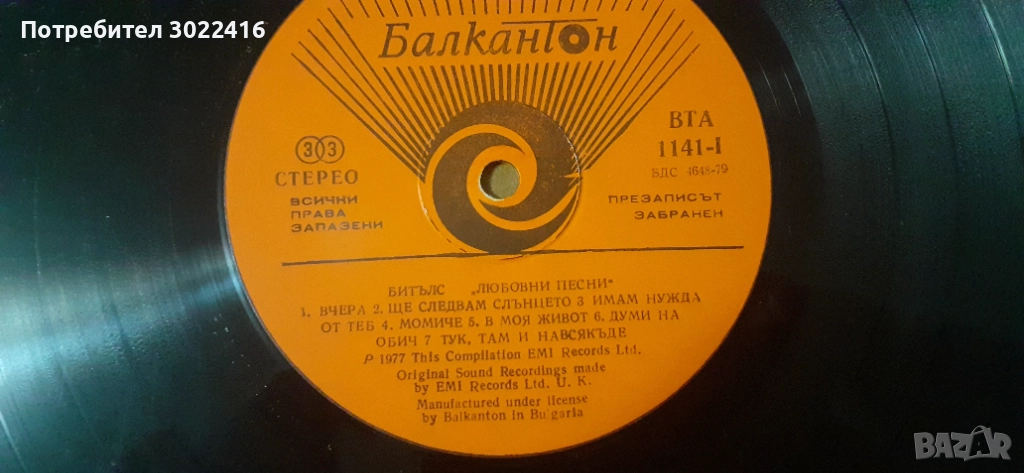 Потребител 3022416
БалканТон
33
СТЕРЕО
ВСИЧКИ
ПРАВА
ЗАПАЗЕНИ
ВТА
1141-I
БДС 4648-79
ПРЕЗАПИСЪТ
ЗАБРАНЕН
БИТЪЛС „ЛЮБОВНИ ПЕСНИ“
1. ВЧЕРА 2. ЩЕ СЛЕДВАМ СЛЪНЦЕТО 3 ИМАМ НУЖДА
ОТ ТЕБ 4. МОМИЧЕ 5. В МОЯ ЖИВОТ 6. ДУМИ НА
ОБИЧ 7 ТУК, ТАМ И НАВСЯКЪДЕ
P 1977 This Compilation EMI Records Ltd.
Original Sound Recordings made
by EMI Records Ltd. U. K.
Manufactured under license
by Balkanton in Bulgaria
BAZAR